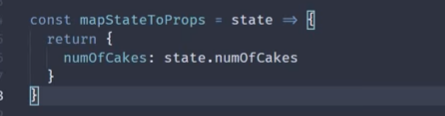 const mapStateToProps = state => {
  return {
    numOfCakes: state.numOfCakes
  }
}